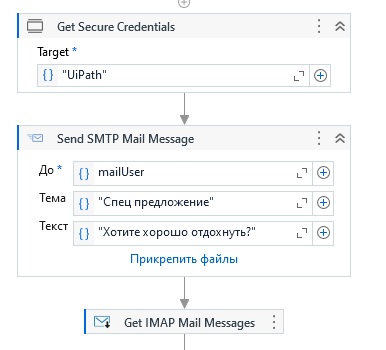 Get Secure Credentials
Target *
"UiPath"
Send SMTP Mail Message
До *
mailUser
Тема
"Спец предложение"
Текст
"Хотите хорошо отдохнуть?"
Прикрепить файлы
Get IMAP Mail Messages